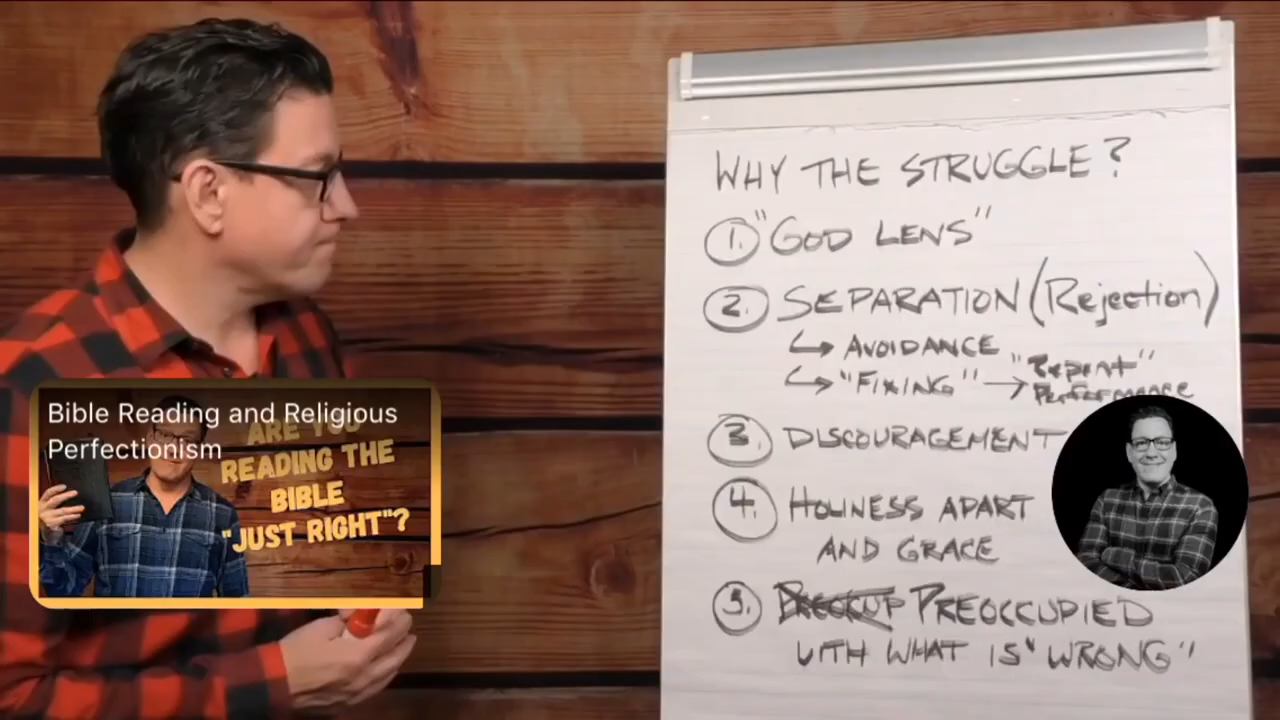 WHY THE STRUGGLE?
1. "GOD LENS"
2. SEPARATION (Rejection)
↳ AVOIDANCE
↳ "FIXING" → "Repent"
Performance
3. DISCOURAGEMENT
4. HOLINESS APART
AND GRACE
5. PREOCCUPIED
WITH WHAT IS "WRONG"
Bible Reading and Religious
Perfectionism
ARE YOU
READING THE
BIBLE
"JUST RIGHT"?